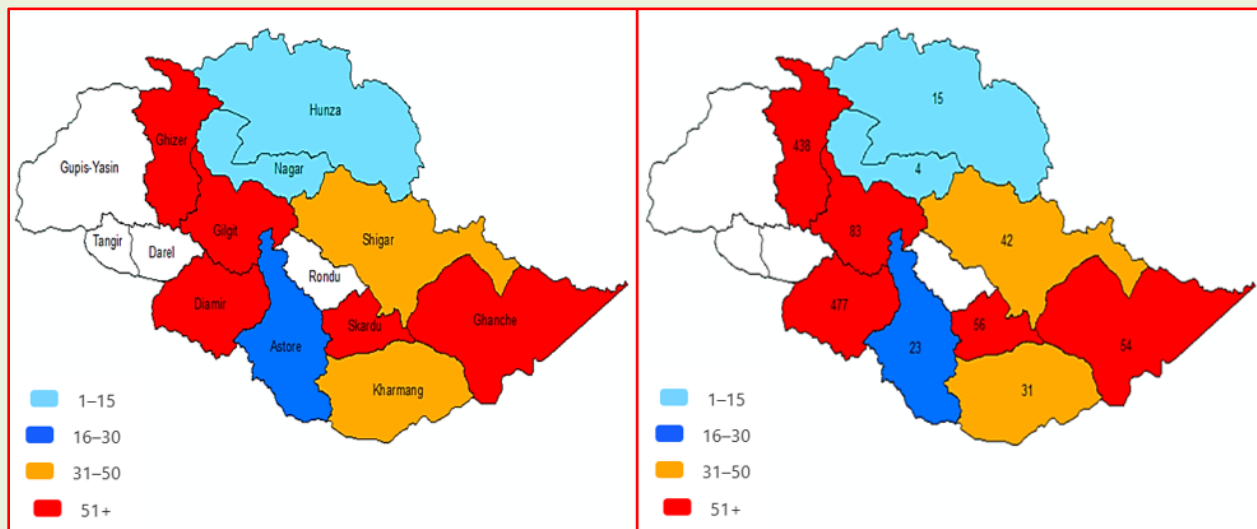 Hunza
Ghizer
Nagar
Gupis-Yasin
Gilgit
Shigar
Tangir
Darel
Rondu
Diamir
Skardu
Ghanche
Astore
Kharmang
1–15
16–30
31–50
51+
15
438
4
83
42
477
56
23
54
31
1–15
16–30
31–50
51+